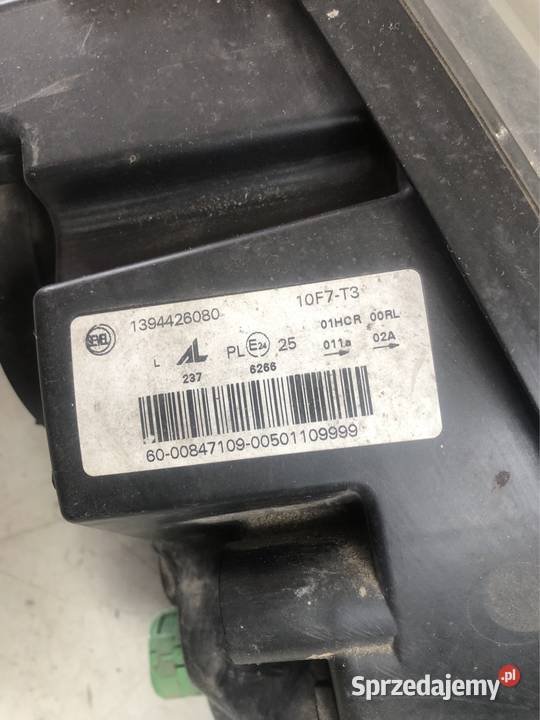 SEVEL
1394426080
10F7-T3
L AL PL E24 25 01HCR 00RL
237 6266 011a 02A
60-00847109-00501109999
Sprzedajemy.pl